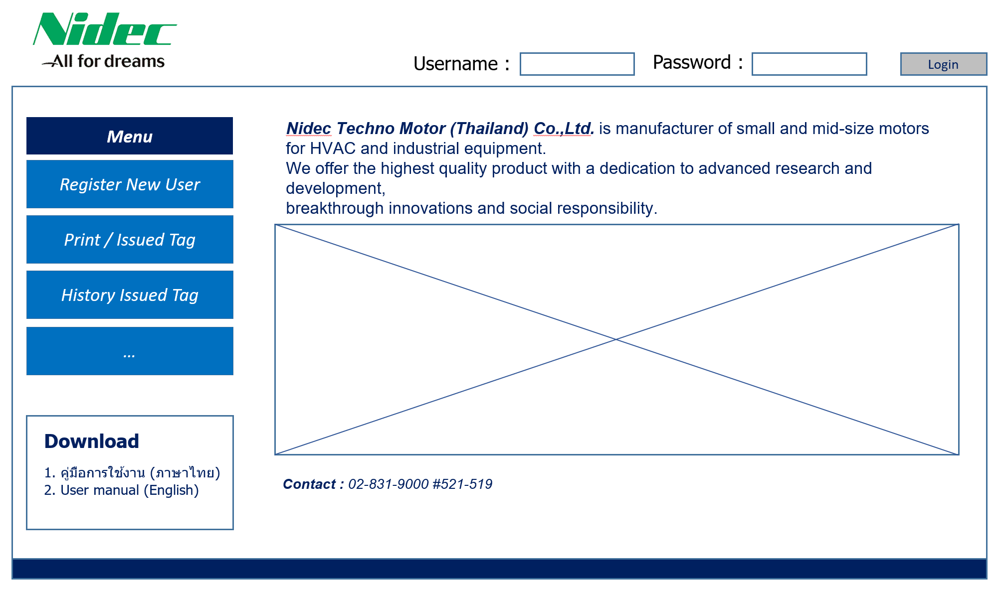 Nidec
All for dreams
Username :
Password :
Login
Menu
Register New User
Print / Issued Tag
History Issued Tag
...
Download
1. คู่มือการใช้งาน (ภาษาไทย)
2. User manual (English)
Nidec Techno Motor (Thailand) Co.,Ltd. is manufacturer of small and mid-size motors
for HVAC and industrial equipment.
We offer the highest quality product with a dedication to advanced research and
development,
breakthrough innovations and social responsibility.
Contact : 02-831-9000 #521-519